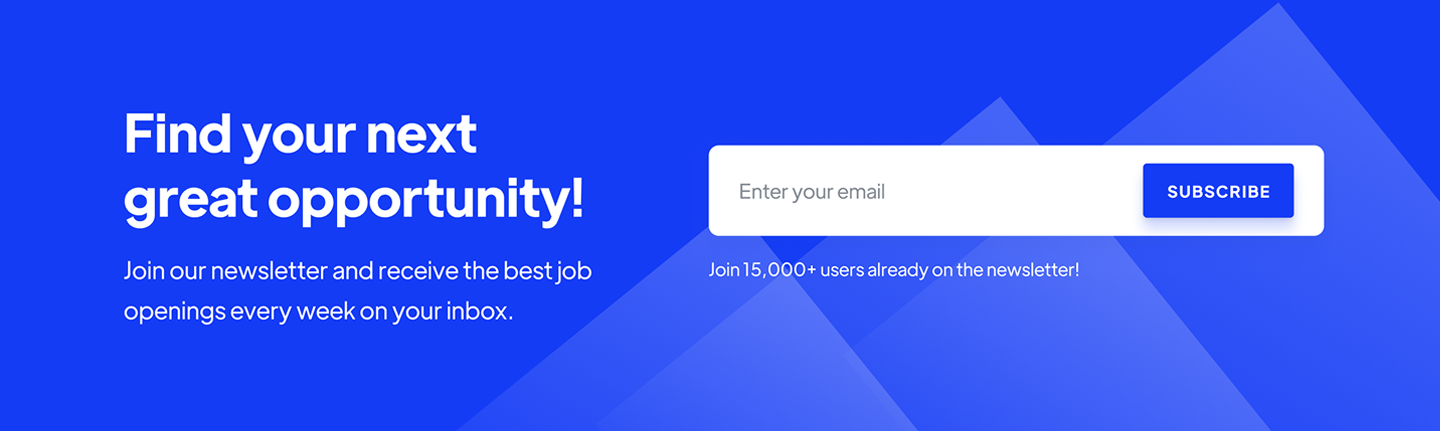 Find your next
great opportunity!
Join our newsletter and receive the best job
openings every week on your inbox.
Enter your email
SUBSCRIBE
Join 15,000+ users already on the newsletter!